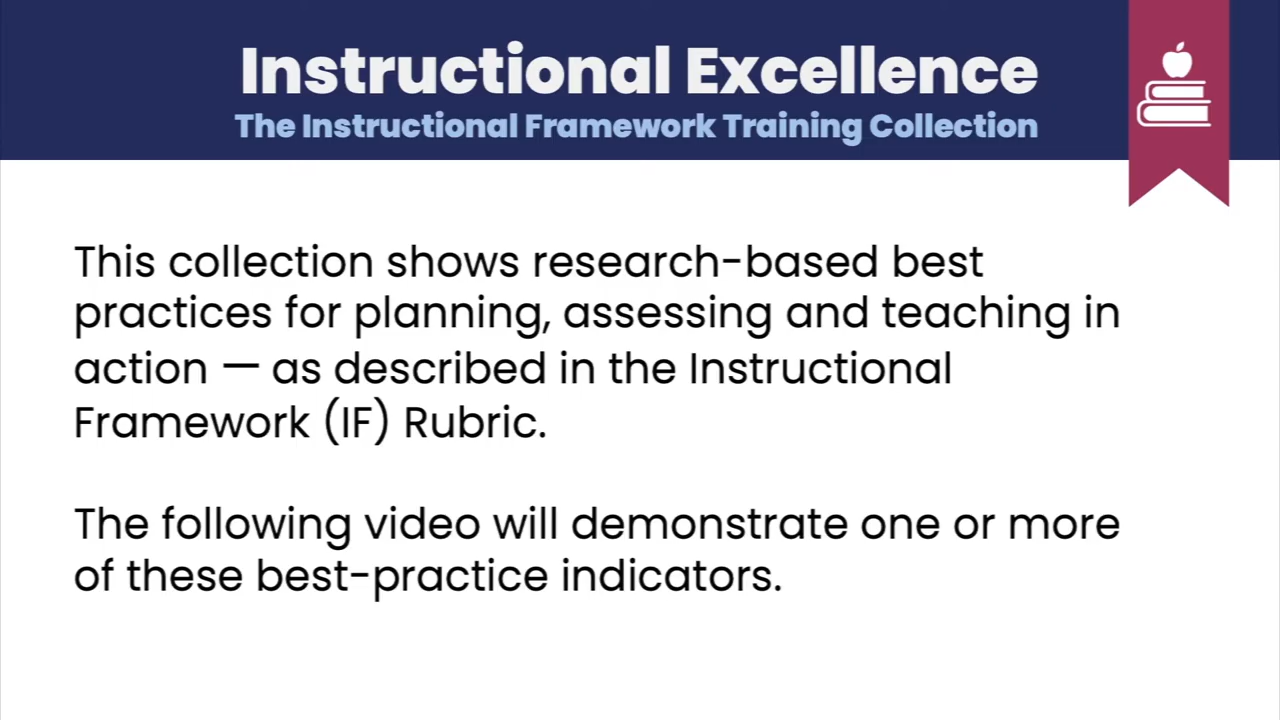 Instructional Excellence
The Instructional Framework Training Collection
This collection shows research-based best
practices for planning, assessing and teaching in
action — as described in the Instructional
Framework (IF) Rubric.
The following video will demonstrate one or more
of these best-practice indicators.